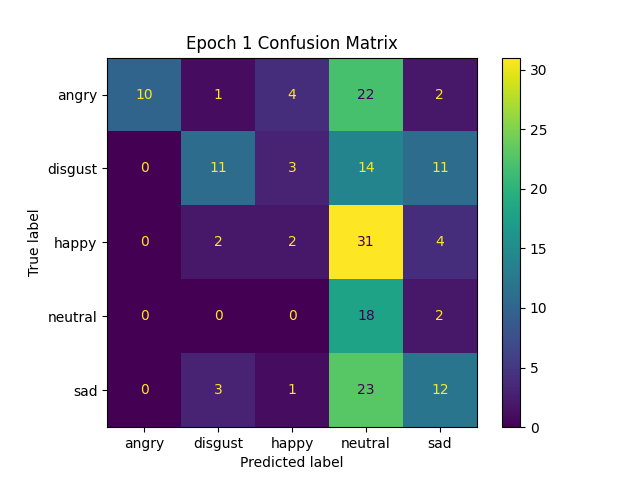 Epoch 1 Confusion Matrix
True label
angry 10 1 4 22 2
disgust 0 11 3 14 11
happy 0 2 2 31 4
neutral 0 0 0 18 2
sad 0 3 1 23 12
angry disgust happy neutral sad
Predicted label
30
25
20
15
10
5
0